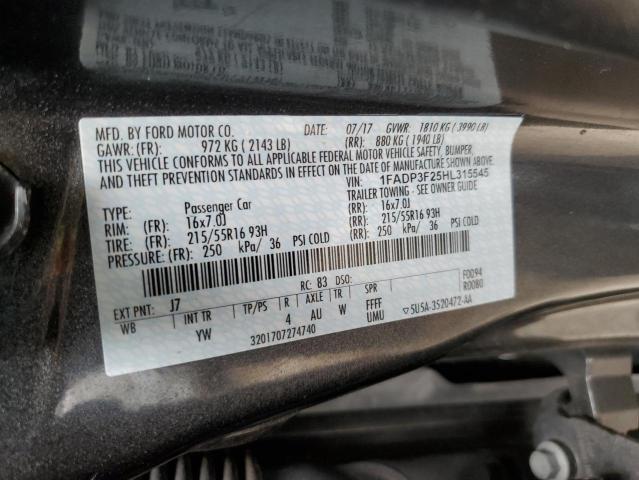 MFD. BY FORD MOTOR CO. DATE: 07/17 GVWR: 1810 KG ( 3990 LB)
GAWR: (FR): 972 KG ( 2143 LB) (RR): 880 KG ( 1940 LB)
THIS VEHICLE CONFORMS TO ALL APPLICABLE FEDERAL MOTOR VEHICLE SAFETY, BUMPER,
AND THEFT PREVENTION STANDARDS IN EFFECT ON THE DATE OF MANUFACTURE SHOWN ABOVE.
VIN: 1FADP3F25HL315545
TYPE: Passenger Car TRAILER TOWING- SEE OWNER GUIDE
RIM: (FR): 16x7.0J (RR): 16x7.0J
TIRE: (FR): 215/55R16 93H (RR): 215/55R16 93H
PRESSURE: (FR): 250 kPa/ 36 PSI COLD (RR): 250 kPa/ 36 PSI COLD
EXT PNT: J7 RC: 83 DSO: F0094
WB INT TR TP/PS R AXLE TR SPR R0080
YW 4 AU W FFFF
UMU 5U5A-3520472-AA
3201707274740